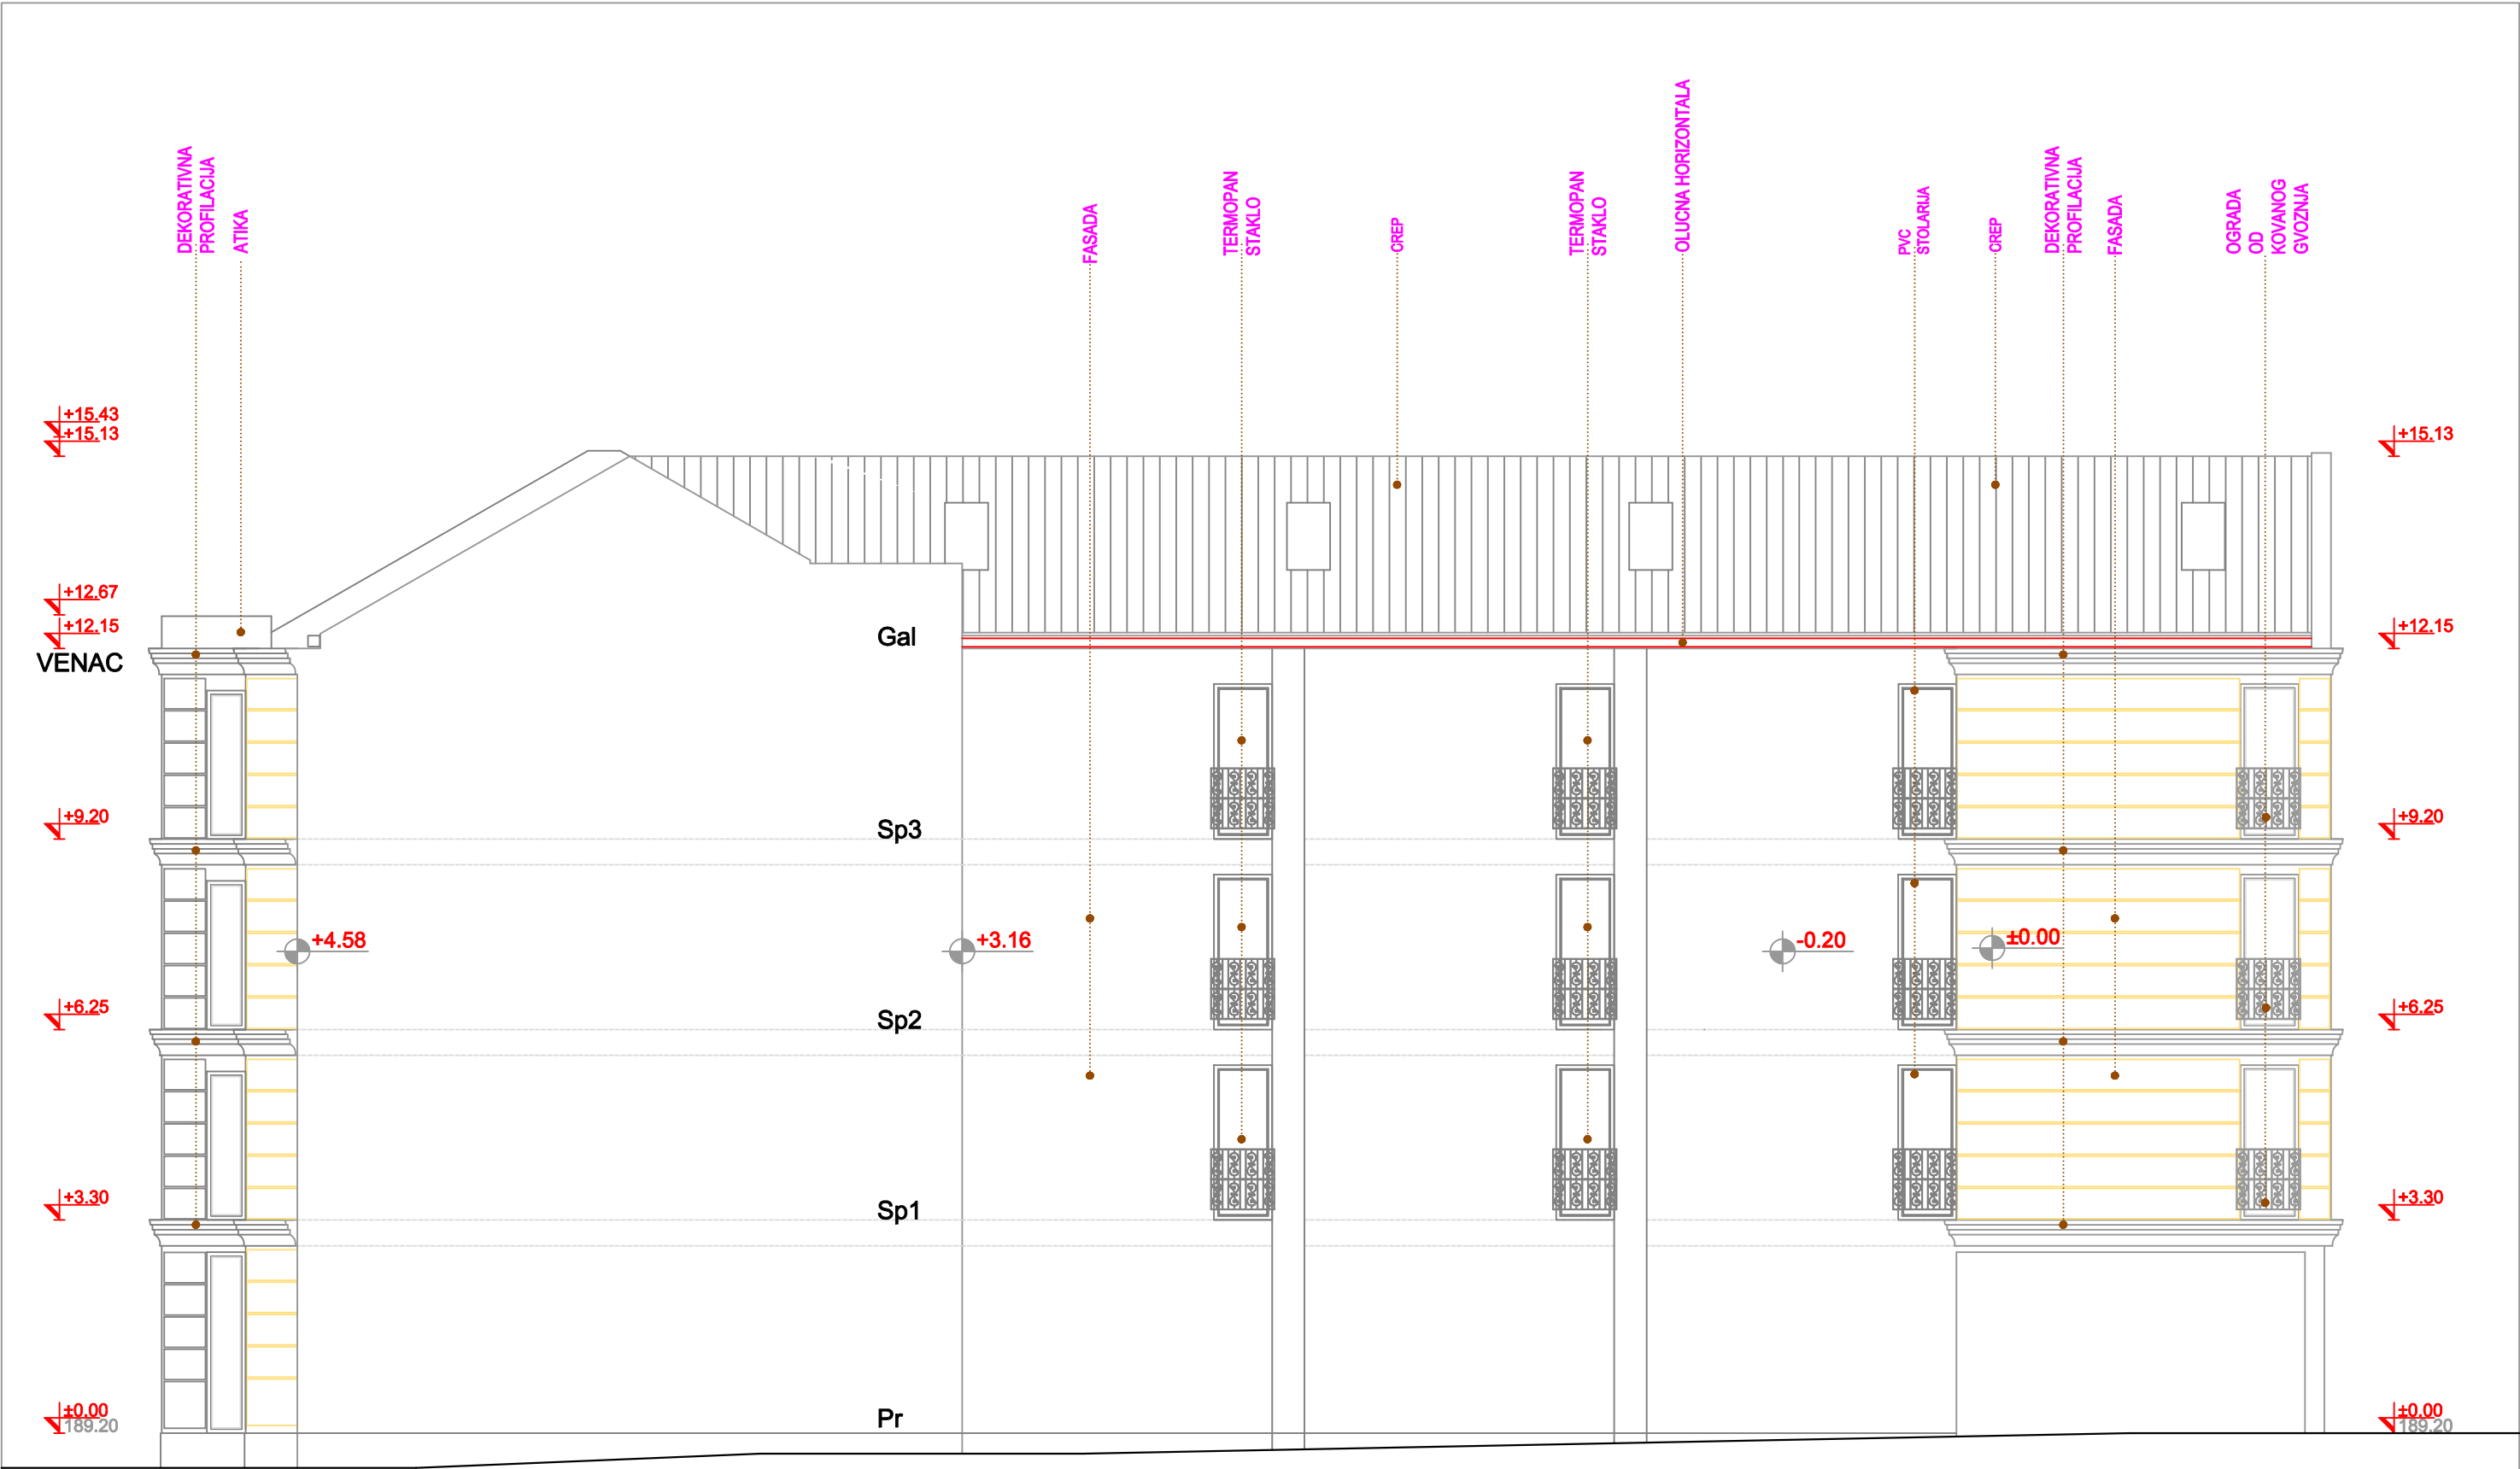 DEKORATIVNA
PROFILACIJA
ATIKA
FASADA
TERMOPAN
STAKLO
CREP
TERMOPAN
STAKLO
OLUCNA HORIZONTALA
PVC
STOLARIJA
CREP
DEKORATIVNA
PROFILACIJA
FASADA
OGRADA
OD
KOVANOG
GVOZNJA
+15.43
+15.13
+15.13
+12.67
+12.15
+12.15
VENAC
Gal
+9.20
Sp3
+9.20
+4.58
+3.16
-0.20
±0.00
+6.25
Sp2
+6.25
+3.30
Sp1
+3.30
±0.00
189.20
Pr
±0.00
189.20